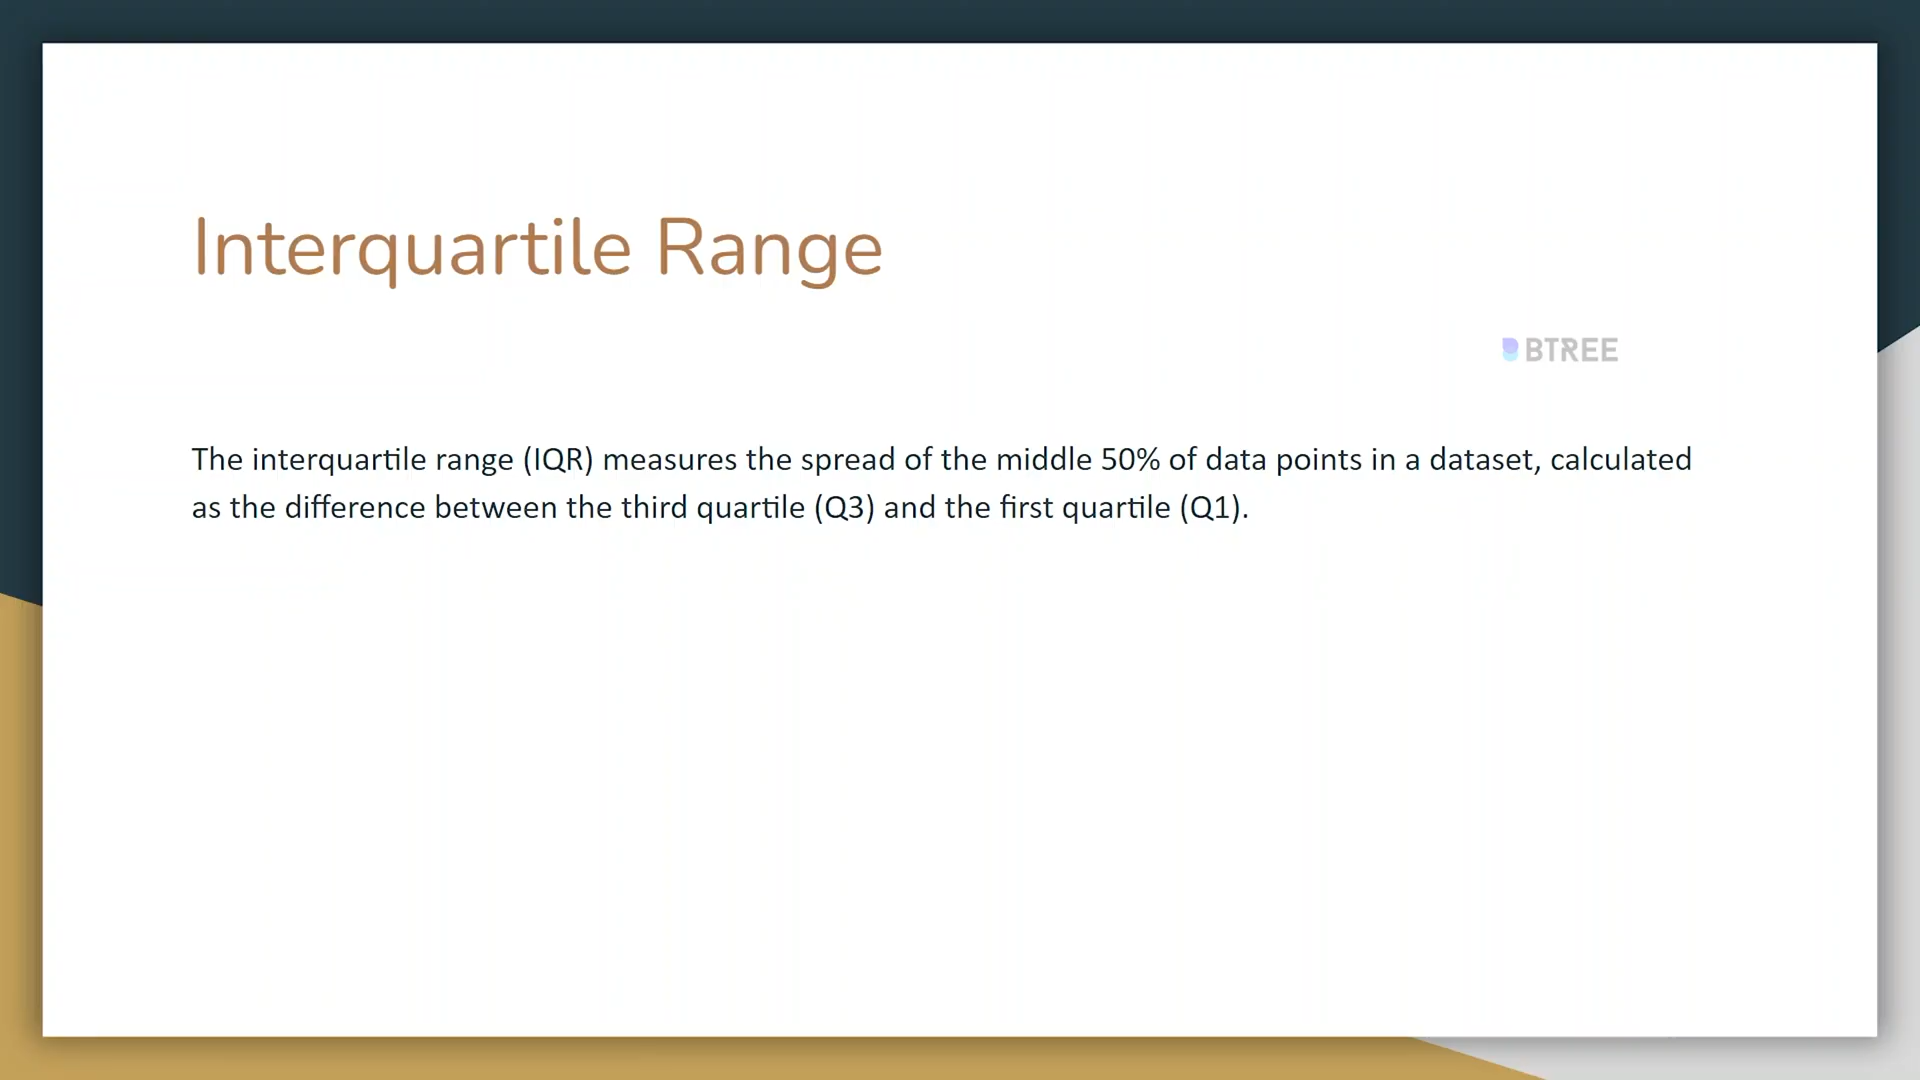 Interquartile Range
BTREE
The interquartile range (IQR) measures the spread of the middle 50% of data points in a dataset, calculated
as the difference between the third quartile (Q3) and the first quartile (Q1).